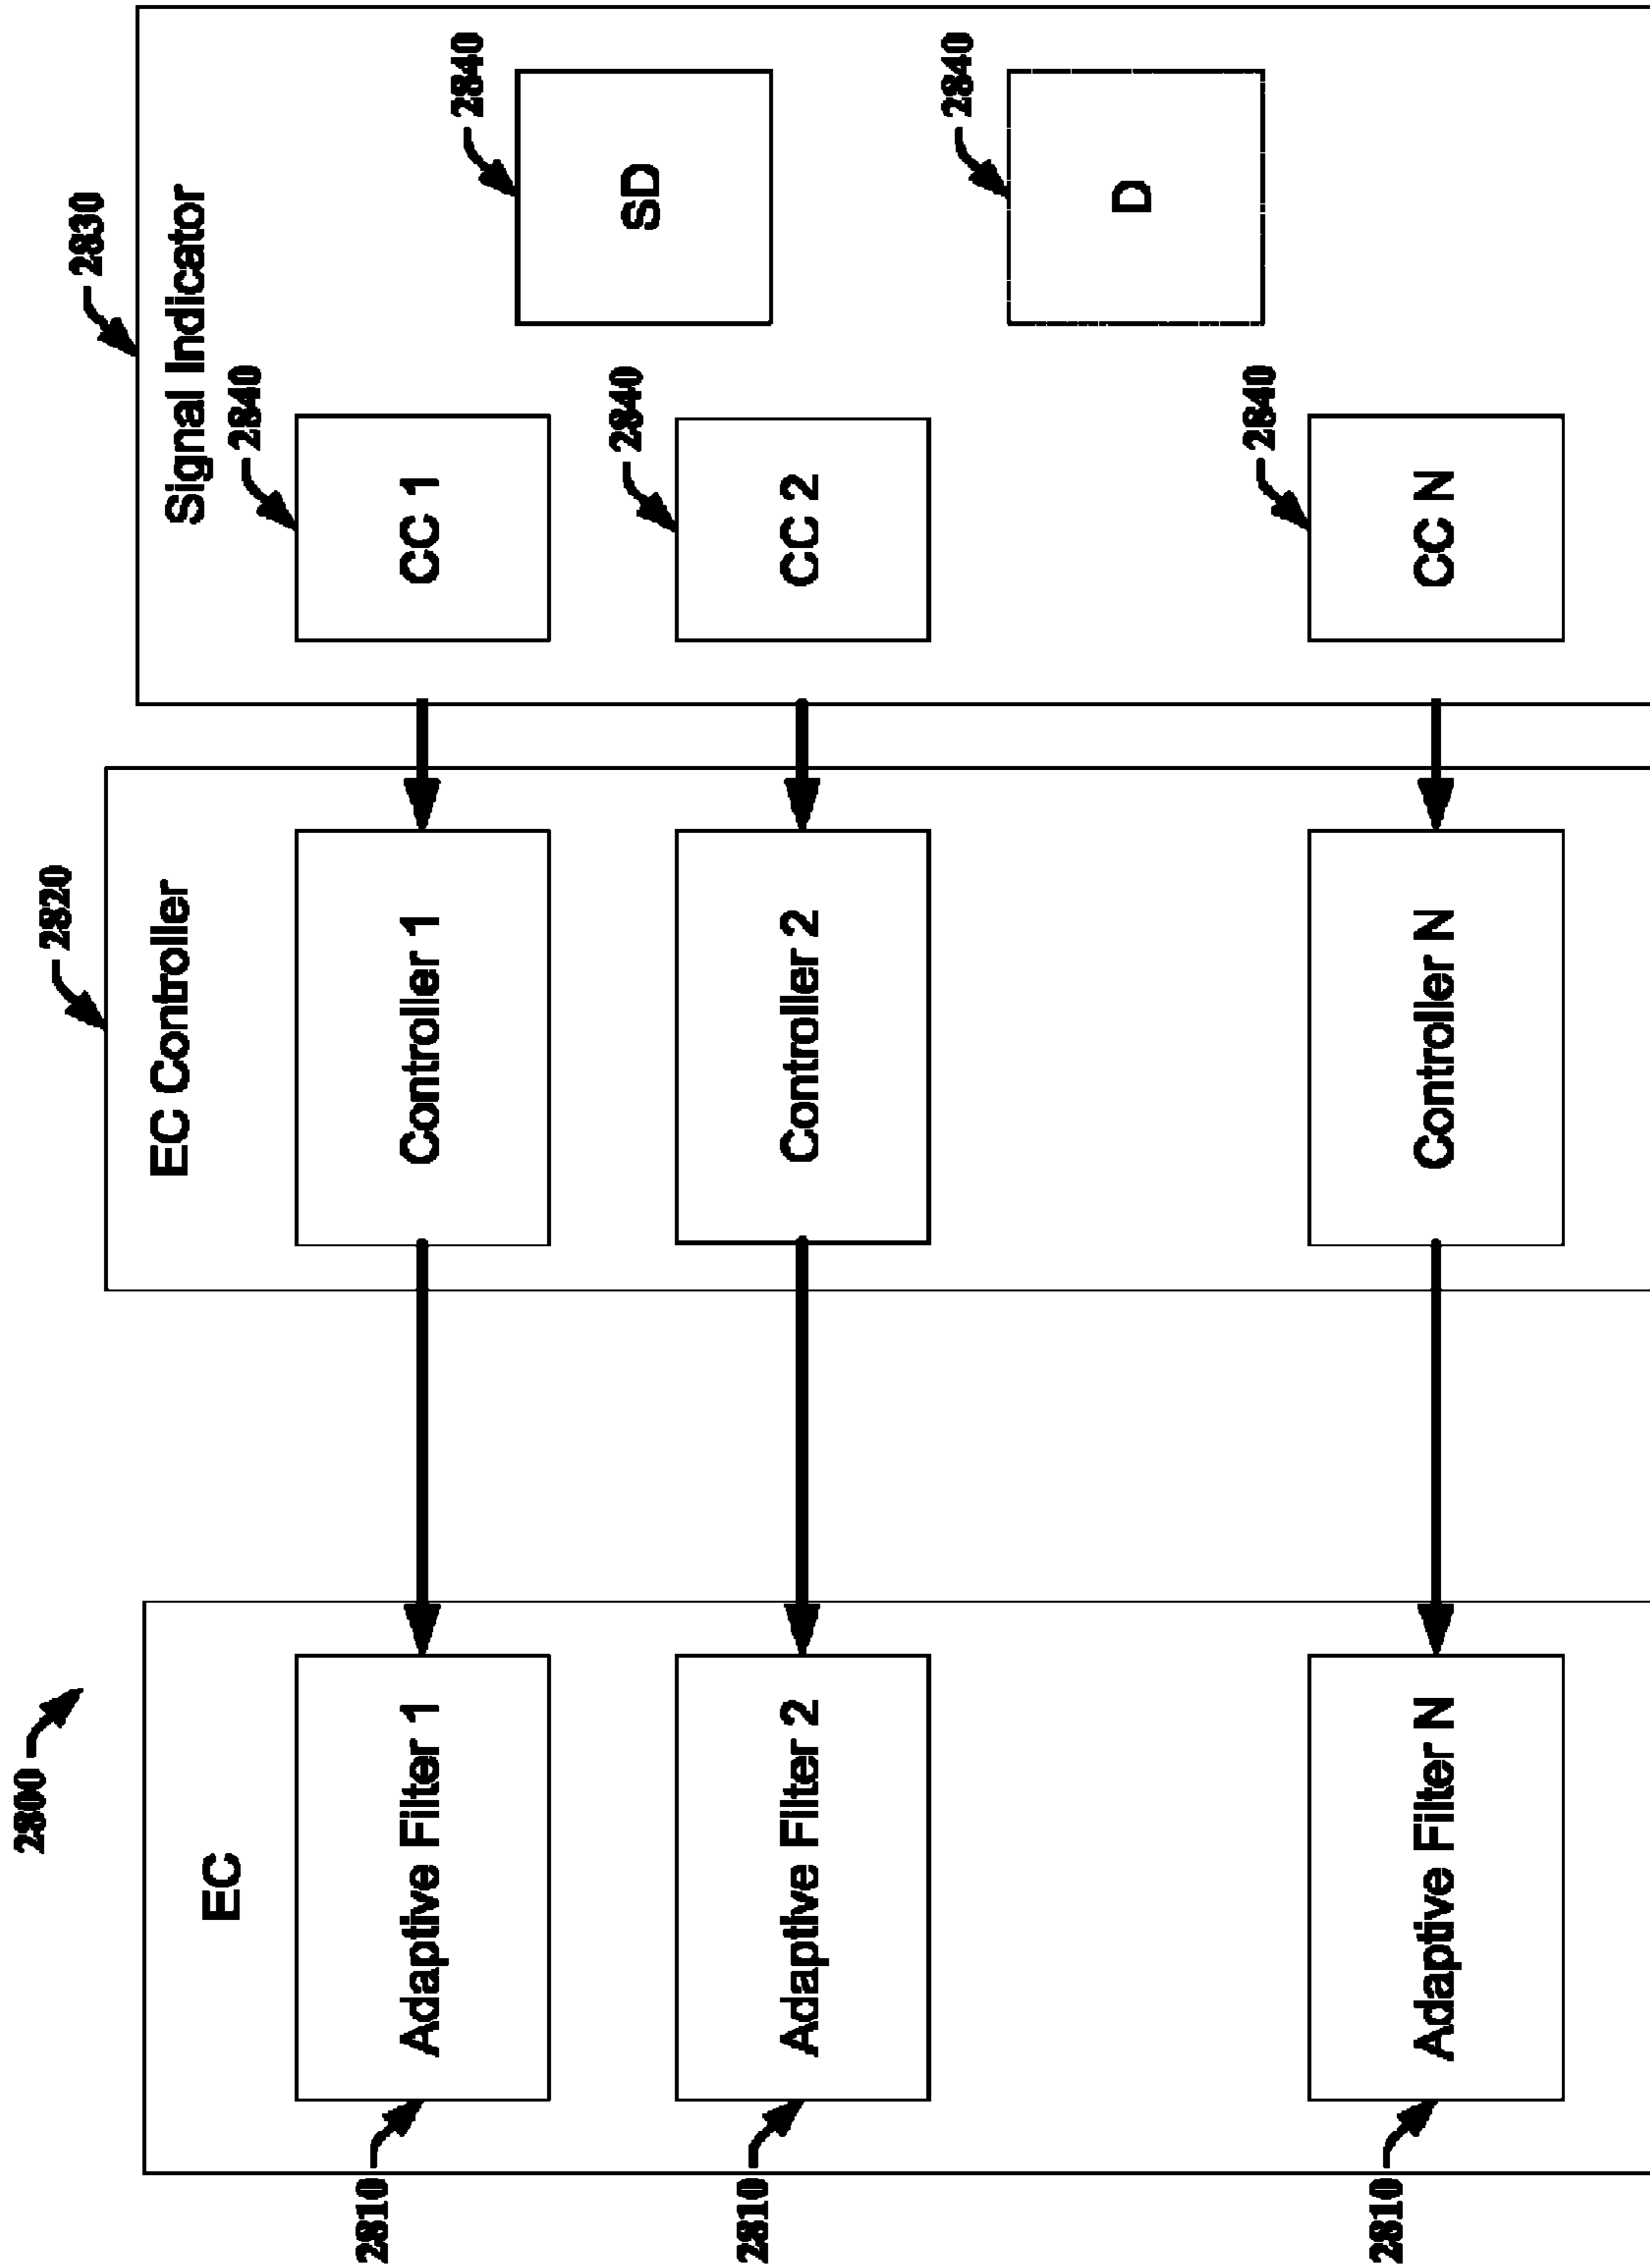 2800
EC
2810
Adaptive Filter 1
2810
Adaptive Filter 2
2810
Adaptive Filter N
2820
EC Controller
Controller 1
Controller 2
Controller N
2830
Signal Indicator
2840
CC 1
2840
CC 2
2840
CC N
2840
SD
2840
D